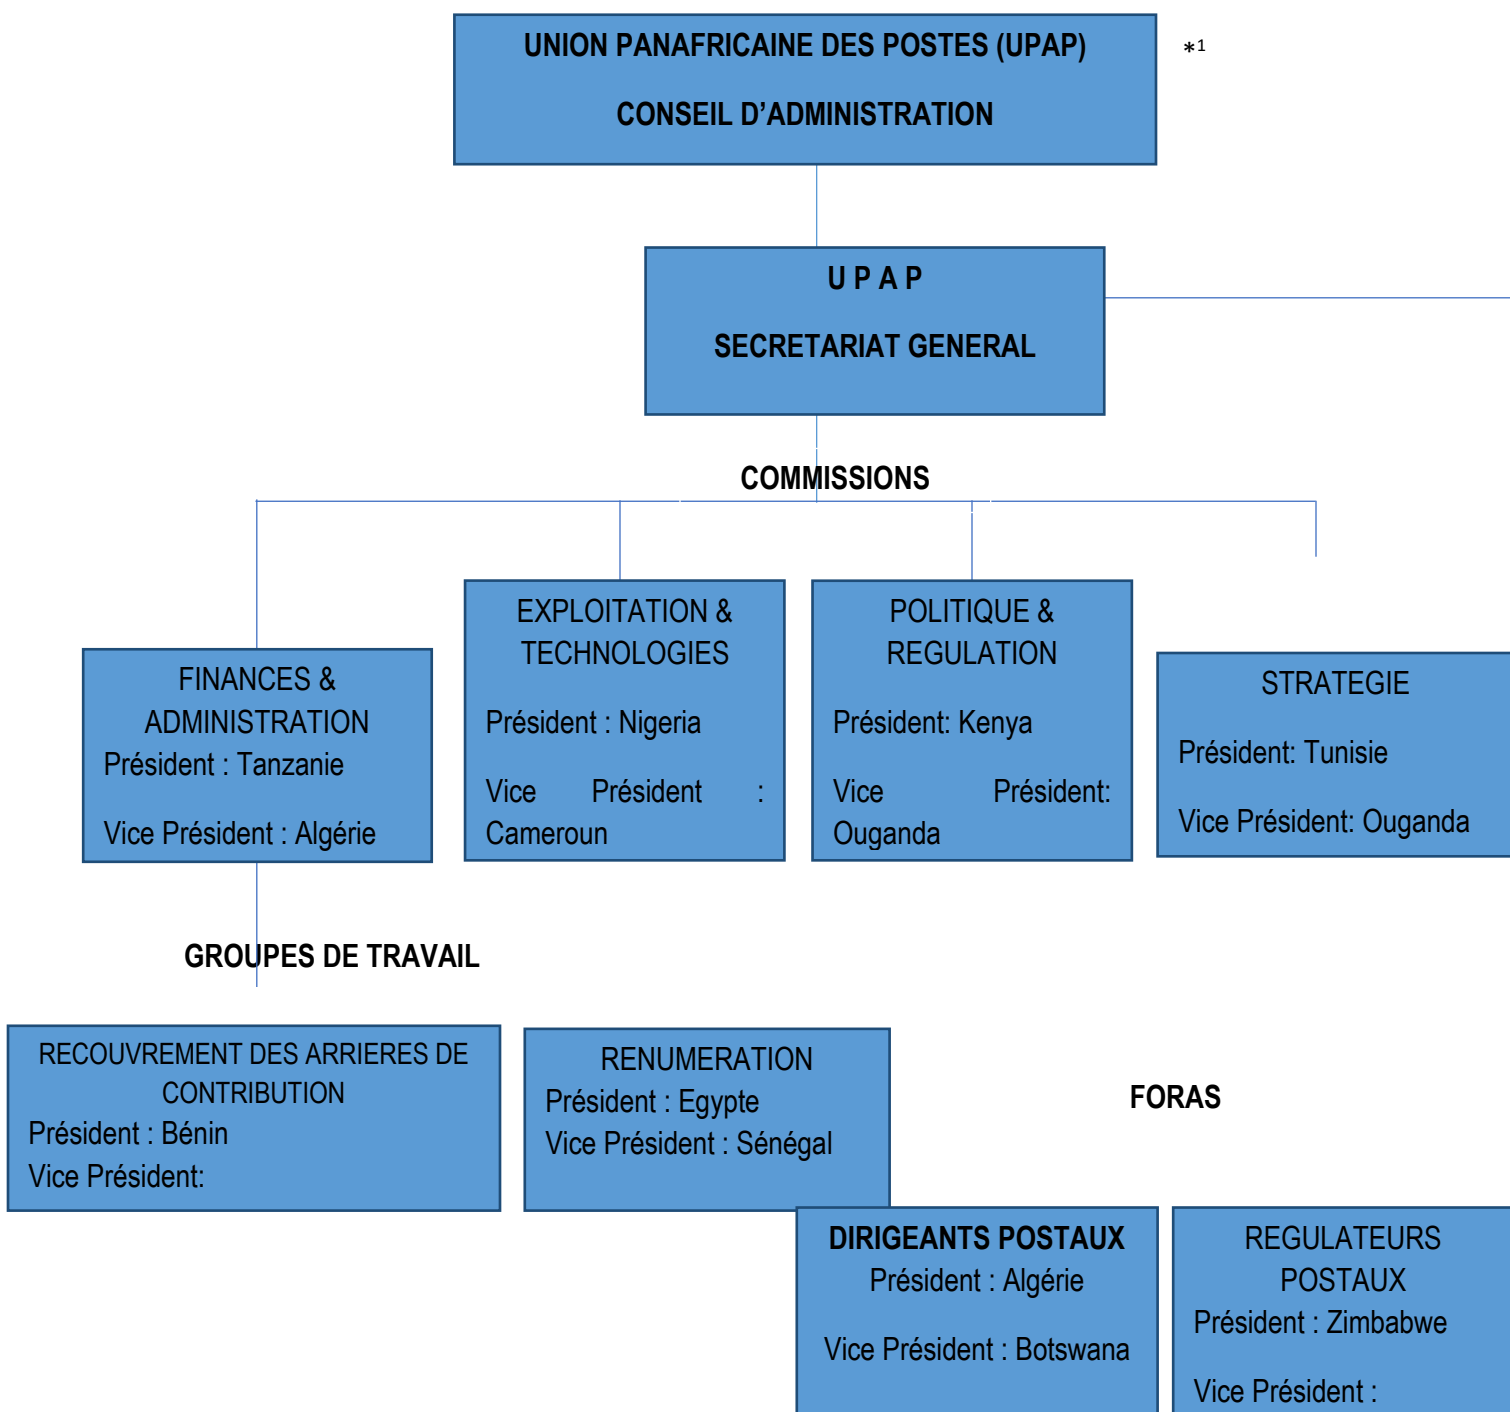 UNION PANAFRICAINE DES POSTES (UPAP)
CONSEIL D’ADMINISTRATION
*1
U P A P
SECRETARIAT GENERAL
COMMISSIONS
FINANCES &
ADMINISTRATION
Président : Tanzanie
Vice Président : Algérie
EXPLOITATION &
TECHNOLOGIES
Président : Nigeria
Vice Président :
Cameroun
POLITIQUE &
REGULATION
Président: Kenya
Vice Président:
Ouganda
STRATEGIE
Président: Tunisie
Vice Président: Ouganda
GROUPES DE TRAVAIL
RECOUVREMENT DES ARRIERES DE
CONTRIBUTION
Président : Bénin
Vice Président:
RENUMERATION
Président : Egypte
Vice Président : Sénégal
FORAS
DIRIGEANTS POSTAUX
Président : Algérie
Vice Président : Botswana
REGULATEURS
POSTAUX
Président : Zimbabwe
Vice Président :